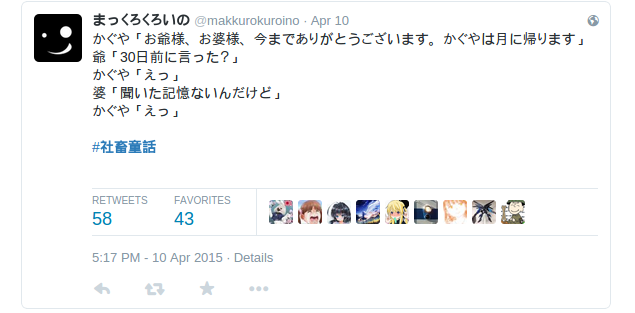 まっくろくろいの @makkurokuroino · Apr 10
かぐや「お爺様、お婆様、今までありがとうございます。かぐやは月に帰ります」
爺「30日前に言った？」
かぐや「えっ」
婆「聞いた記憶ないんだけど」
かぐや「えっ」
#社畜童話
RETWEETS FAVORITES
58 43
5:17 PM - 10 Apr 2015 · Details